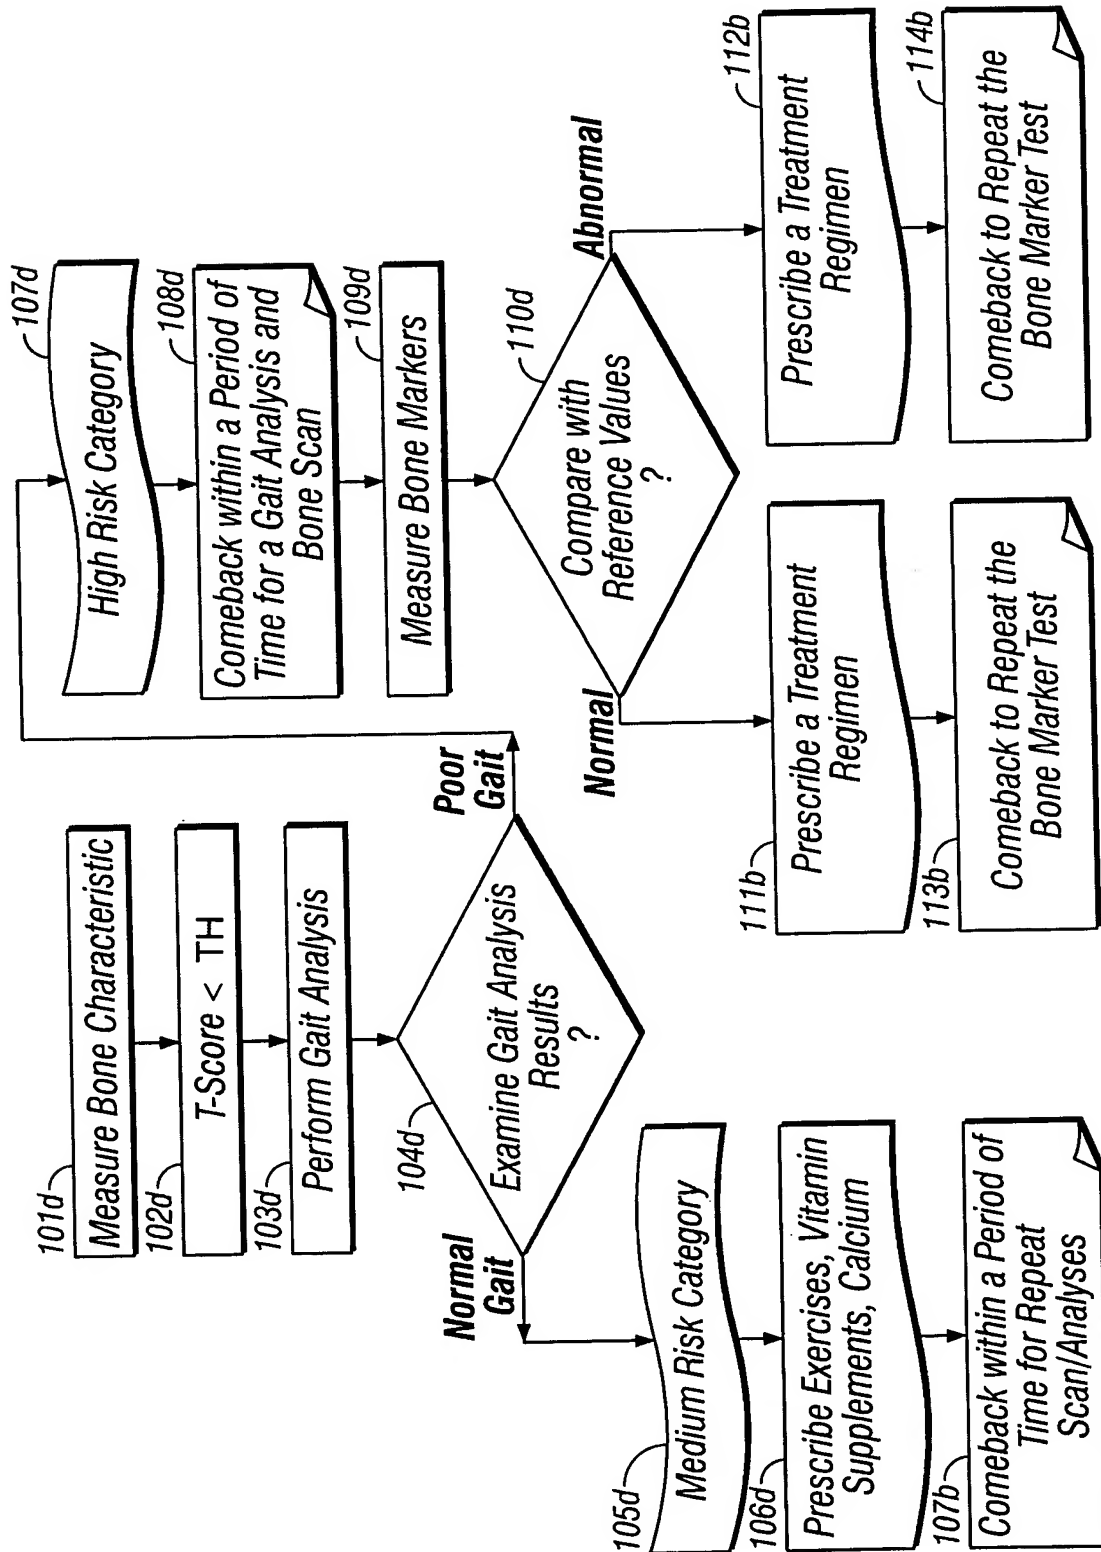 101d
Measure Bone Characteristic
102d
T-Score < TH
103d
Perform Gait Analysis
104d
Examine Gait Analysis
Results
?
Normal
Gait
Poor
Gait
105d
Medium Risk Category
106d
Prescribe Exercises, Vitamin
Supplements, Calcium
107b
Comeback within a Period of
Time for Repeat
Scan/Analyses
107d
High Risk Category
108d
Comeback within a Period of
Time for a Gait Analysis and
Bone Scan
109d
Measure Bone Markers
110d
Compare with
Reference Values
?
Normal
Abnormal
111b
Prescribe a Treatment
Regimen
113b
Comeback to Repeat the
Bone Marker Test
112b
Prescribe a Treatment
Regimen
114b
Comeback to Repeat the
Bone Marker Test